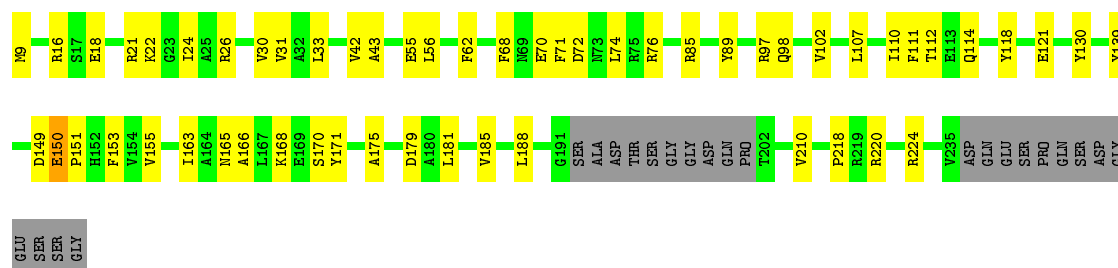 M9 R16 S17 E18 R21 K22 G23 I24 A25 R26 V30 V31 A32 L33 V42 A43 E55 L56 F62 F68 N69 E70 F71 D72 N73 L74 R75 R76 R85 Y89 R97 Q98 V102 L107 I110 F111 T112 E113 Q114 Y118 E121 Y130 Y139
D149 E150 P151 H152 F153 V154 V155 I163 A164 N165 A166 L167 K168 E169 S170 Y171 A175 D179 A180 L181 V185 L188 G191 SER ALA ASP THR SER GLY GLY ASP GLN PRO T202 V210 P218 R219 R220 R224 V235 ASP GLN GLU SER PRO GLN SER ASP GLY
GLU SER SER GLY